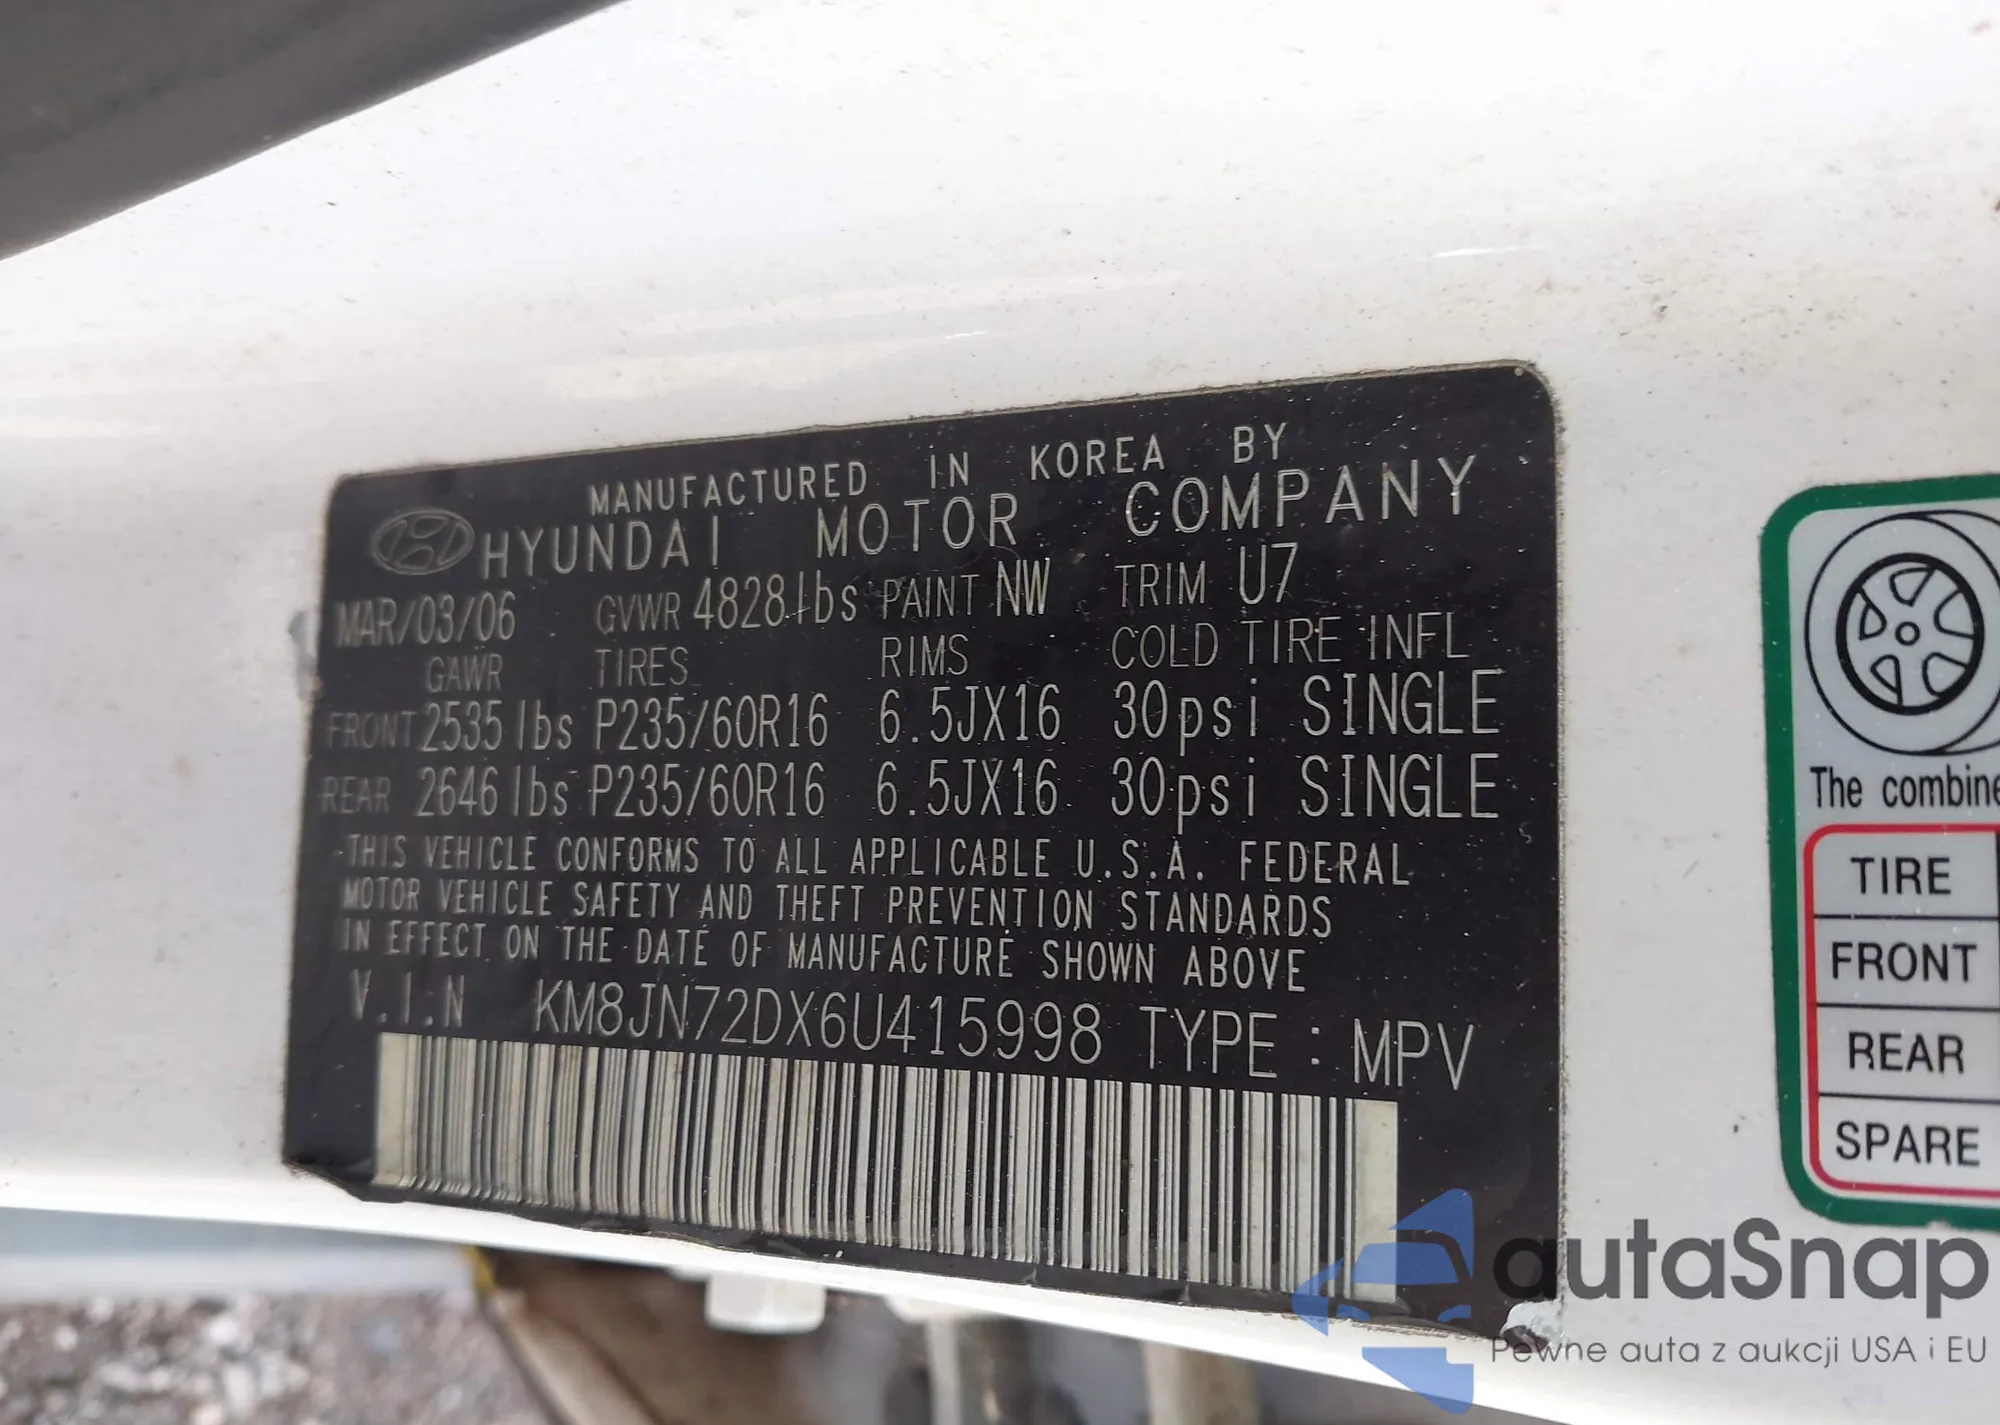 MANUFACTURED IN KOREA BY
HYUNDAI MOTOR COMPANY
MAR/03/06 GVWR 4828lbs PAINT NW TRIM U7
GAWR TIRES RIMS COLD TIRE INFL
FRONT 2535 lbs P235/60R16 6.5JX16 30psi SINGLE
REAR 2646 lbs P235/60R16 6.5JX16 30psi SINGLE
THIS VEHICLE CONFORMS TO ALL APPLICABLE U.S.A. FEDERAL
MOTOR VEHICLE SAFETY AND THEFT PREVENTION STANDARDS
IN EFFECT ON THE DATE OF MANUFACTURE SHOWN ABOVE
V.I.N KM8JN72DX6U415998 TYPE : MPV
The combine
TIRE
FRONT
REAR
SPARE
autaSnap
Pewne auta z aukcji USA i EU